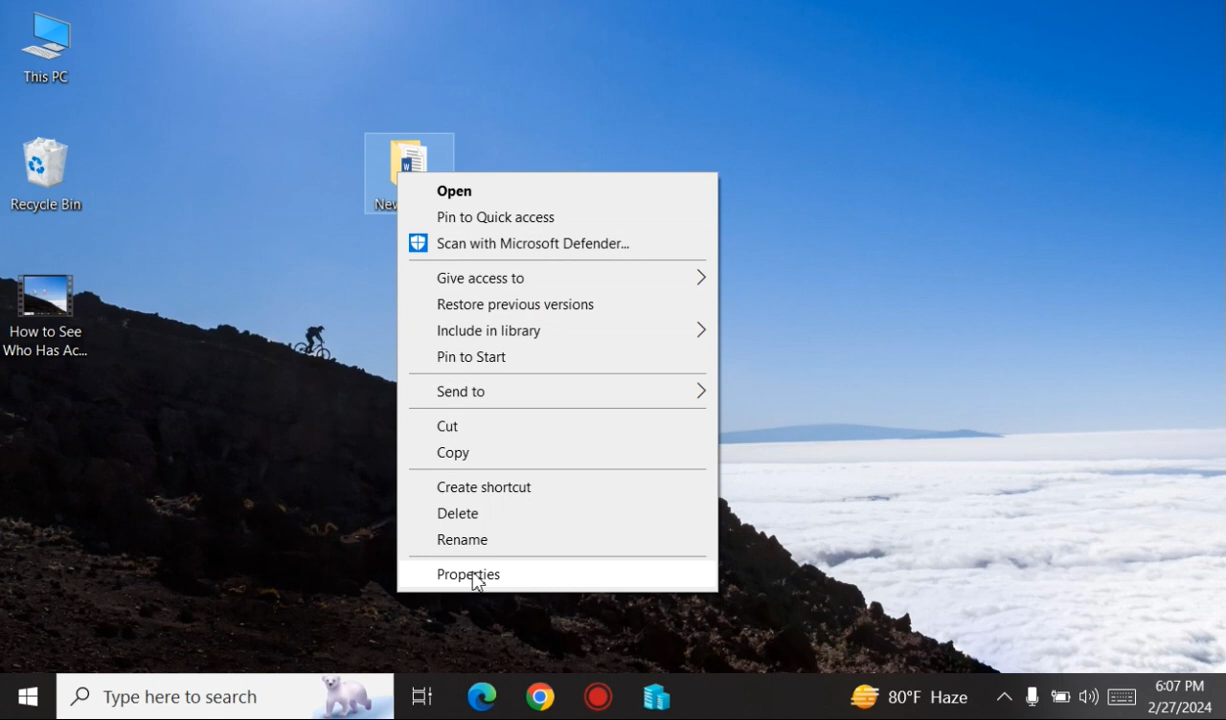 This PC
Recycle Bin
How to See
Who Has Ac...
New
Open
Pin to Quick access
Scan with Microsoft Defender...
Give access to
Restore previous versions
Include in library
Pin to Start
Send to
Cut
Copy
Create shortcut
Delete
Rename
Properties
Type here to search
80°F Haze
6:07 PM
2/27/2024